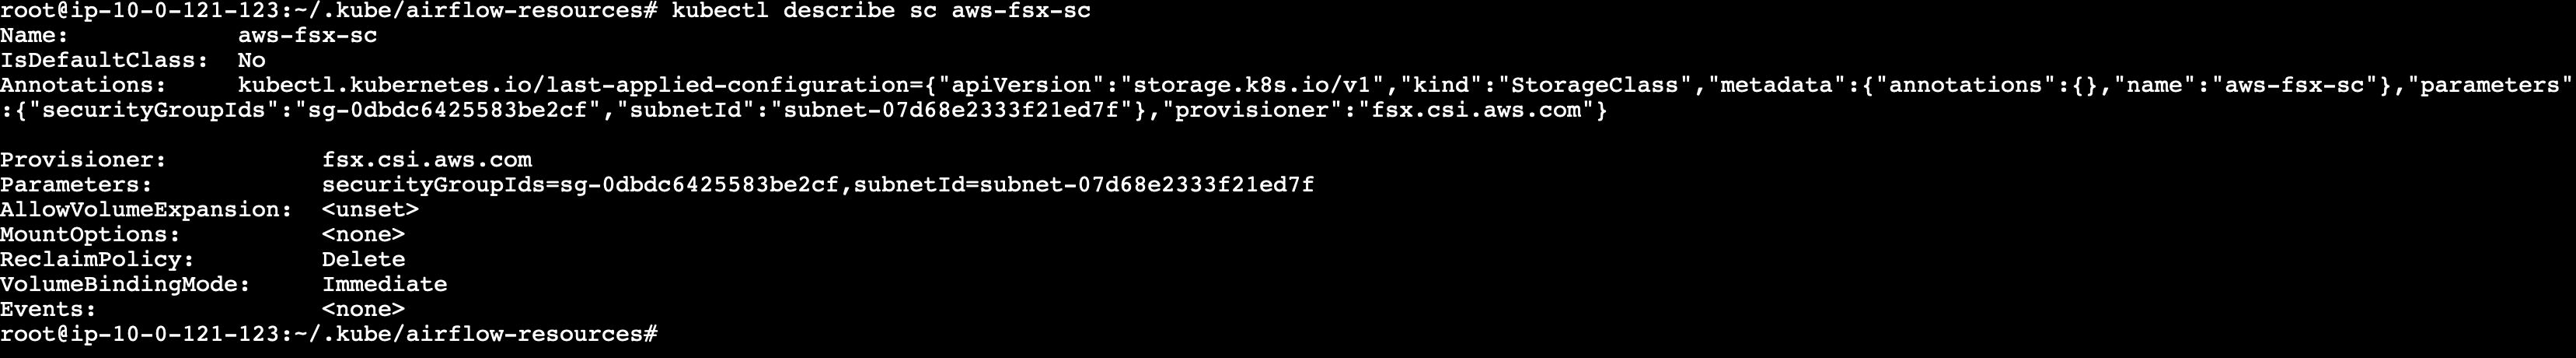 root@ip-10-0-121-123:~/.kube/airflow-resources# kubectl describe sc aws-fsx-sc
Name:            aws-fsx-sc
IsDefaultClass:  No
Annotations:     kubectl.kubernetes.io/last-applied-configuration={"apiVersion":"storage.k8s.io/v1","kind":"StorageClass","metadata":{"annotations":{},"name":"aws-fsx-sc"},"parameters"
:{"securityGroupIds":"sg-0dbdc6425583be2cf","subnetId":"subnet-07d68e2333f21ed7f"},"provisioner":"fsx.csi.aws.com"}
Provisioner:           fsx.csi.aws.com
Parameters:            securityGroupIds=sg-0dbdc6425583be2cf,subnetId=subnet-07d68e2333f21ed7f
AllowVolumeExpansion:  <unset>
MountOptions:          <none>
ReclaimPolicy:         Delete
VolumeBindingMode:     Immediate
Events:                <none>
root@ip-10-0-121-123:~/.kube/airflow-resources#